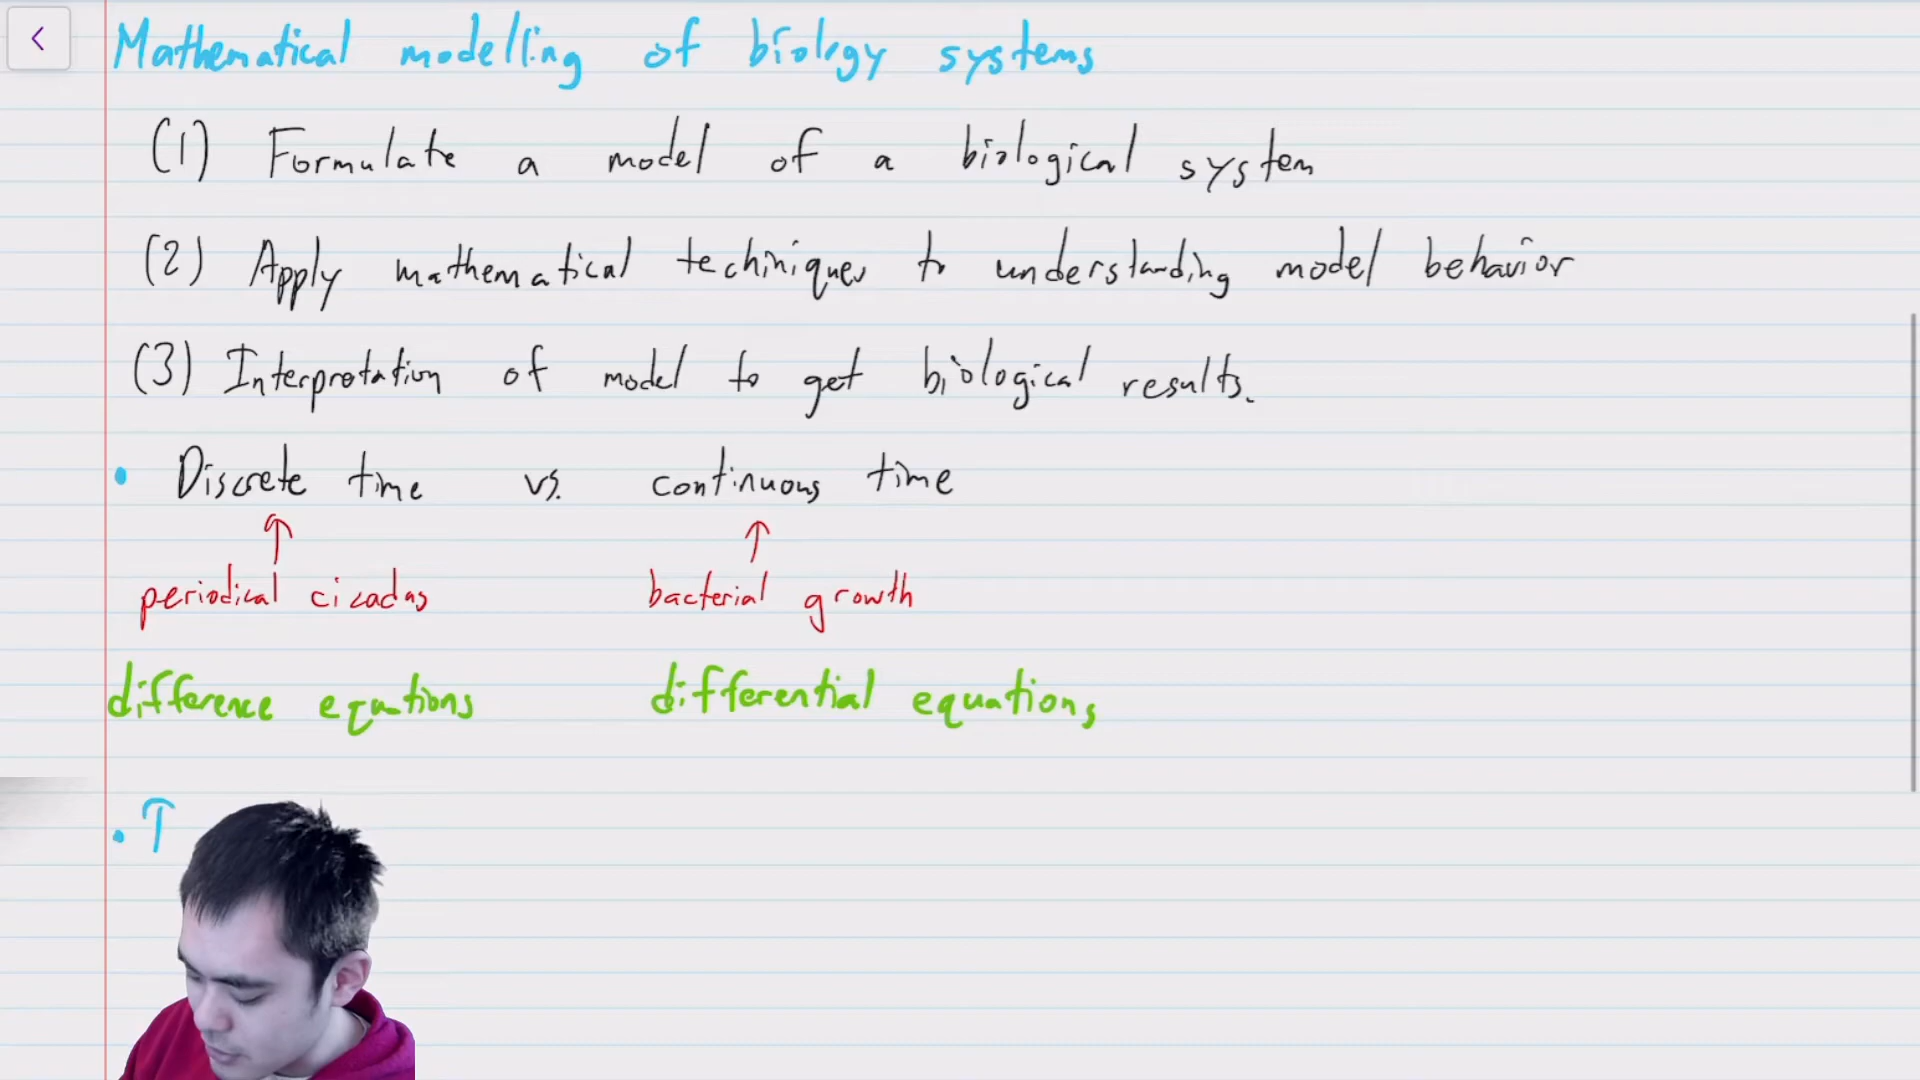 Mathematical modelling of biology systems
(1) Formulate a model of a biological system
(2) Apply mathematical techiniques to understanding model behavior
(3) Interpretation of model to get biological results.
• Discrete time vs. continuous time
↑ ↑
periodical cicadas bacterial growth
difference equations differential equations
• T